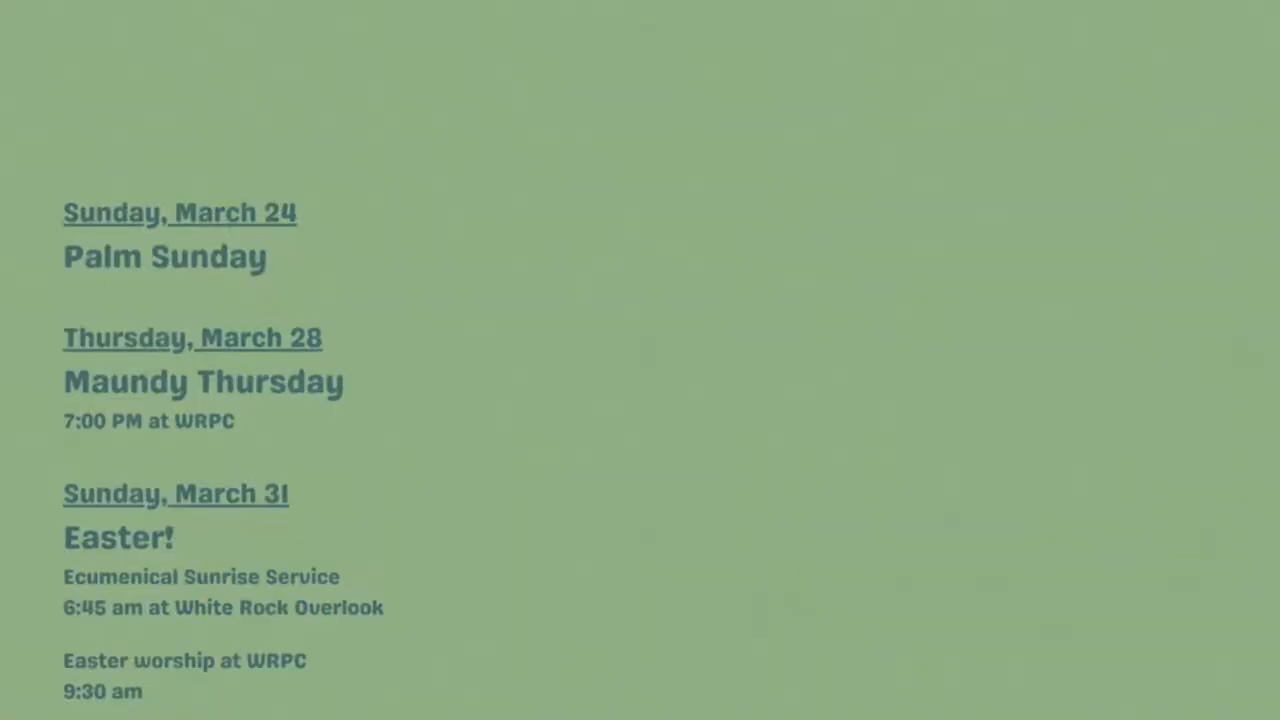 Sunday, March 24
Palm Sunday
Thursday, March 28
Maundy Thursday
7:00 PM at WRPC
Sunday, March 31
Easter!
Ecumenical Sunrise Service
6:45 am at White Rock Overlook
Easter worship at WRPC
9:30 am